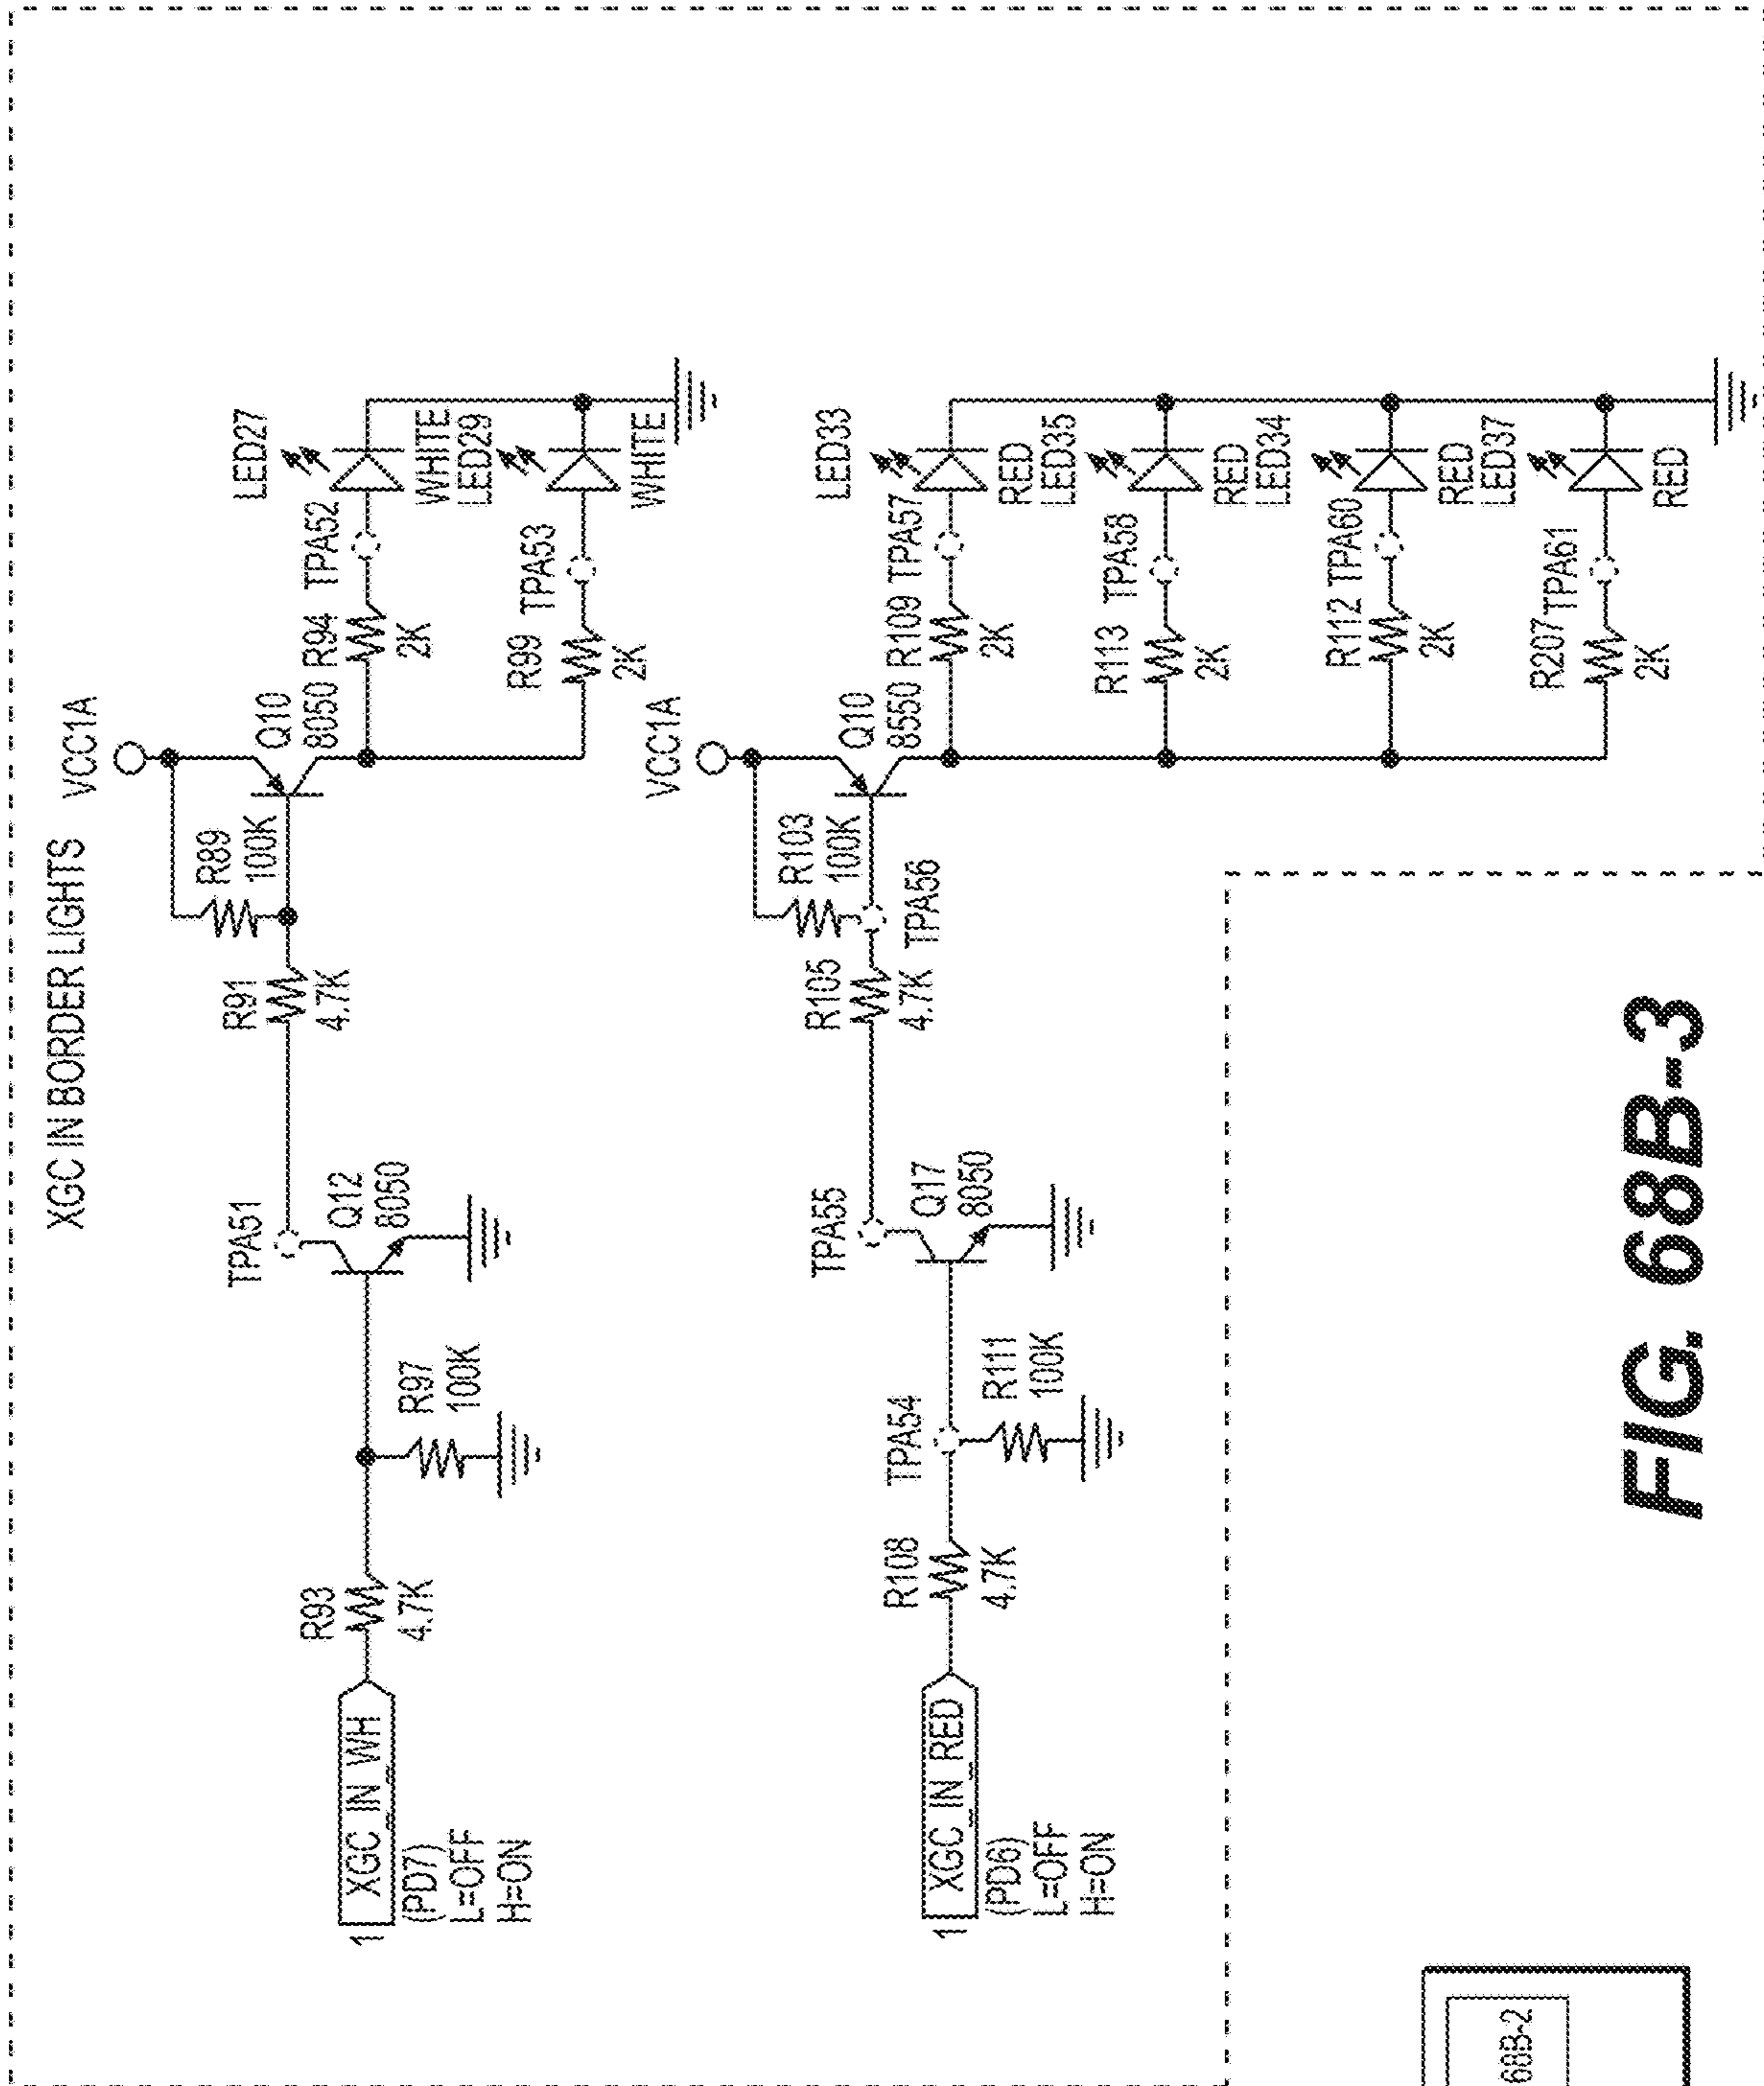 XGC IN BORDER LIGHTS
VCC1A
R89
100K
Q10
8050
R91
4.7K
TPA51
Q12
8050
R94
2K
TPA52
LED27
WHITE
R99
2K
TPA53
LED29
WHITE
R97
100K
R93
4.7K
1
XGC_IN_WH
(PD7)
L=OFF
H=ON
VCC1A
R103
100K
Q10
8550
TPA56
R105
4.7K
TPA55
Q17
8050
R109
2K
TPA57
LED33
RED
R113
2K
TPA58
LED35
RED
R112
2K
TPA60
LED34
RED
R207
2K
TPA61
LED37
RED
TPA54
R111
100K
R108
4.7K
1
XGC_IN_RED
(PD6)
L=OFF
H=ON
68B-2
FIG. 68B-3